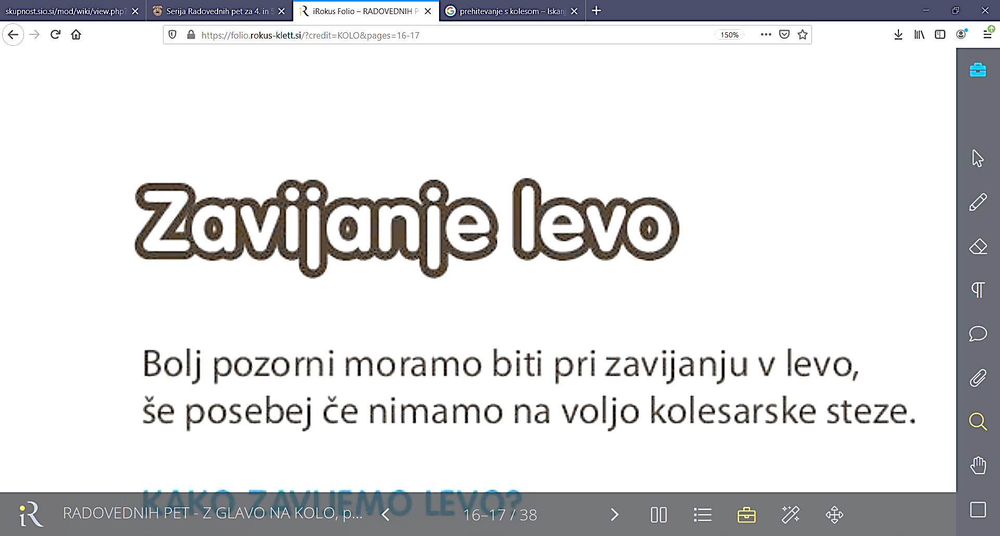 skupnost.sio.si/mod/wiki/view.php?
Serija Radovednih pet za 4. in 5
iRokus Folio – RADOVEDNIH P
prehitevanje s kolesom – Iskanj
https://folio.rokus-klett.si/?credit=KOLO&pages=16-17
150%
Zavijanje levo
Bolj pozorni moramo biti pri zavijanju v levo,
še posebej če nimamo na voljo kolesarske steze.
KAKO ZAVIJEMO LEVO?
iR
RADOVEDNIH PET - Z GLAVO NA KOLO, p...
16–17 / 38